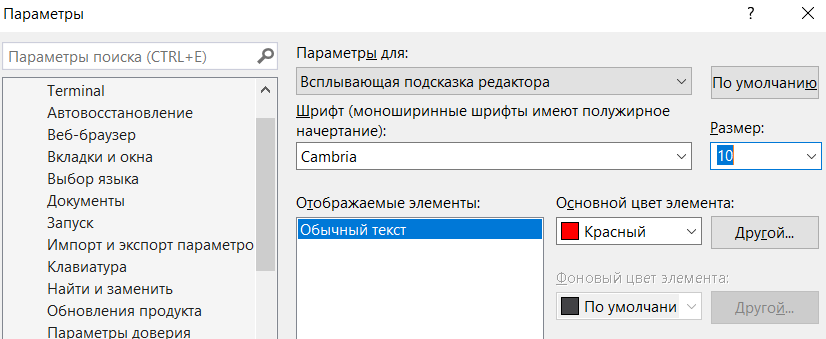 Параметры
?
Параметры поиска (CTRL+E)
Terminal
Автовосстановление
Веб-браузер
Вкладки и окна
Выбор языка
Документы
Запуск
Импорт и экспорт параметро
Клавиатура
Найти и заменить
Обновления продукта
Параметры доверия
Параметры для:
Всплывающая подсказка редактора
По умолчанию
Шрифт (моноширинные шрифты имеют полужирное
начертание):
Размер:
Cambria
10
Отображаемые элементы:
Обычный текст
Основной цвет элемента:
Красный
Другой...
Фоновый цвет элемента:
По умолчани
Другой...